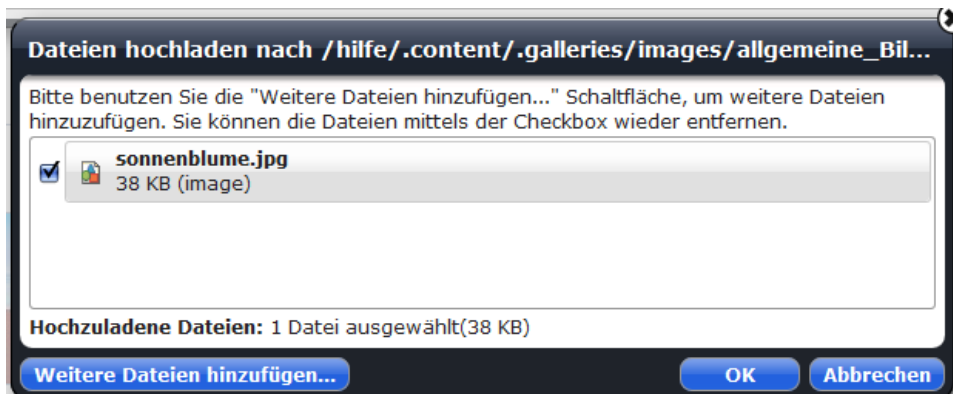 Dateien hochladen nach /hilfe/.content/.galleries/images/allgemeine_Bil...
Bitte benutzen Sie die "Weitere Dateien hinzufügen..." Schaltfläche, um weitere Dateien
hinzuzufügen. Sie können die Dateien mittels der Checkbox wieder entfernen.
sonnenblume.jpg
38 KB (image)
Hochzuladene Dateien: 1 Datei ausgewählt(38 KB)
Weitere Dateien hinzufügen... OK Abbrechen